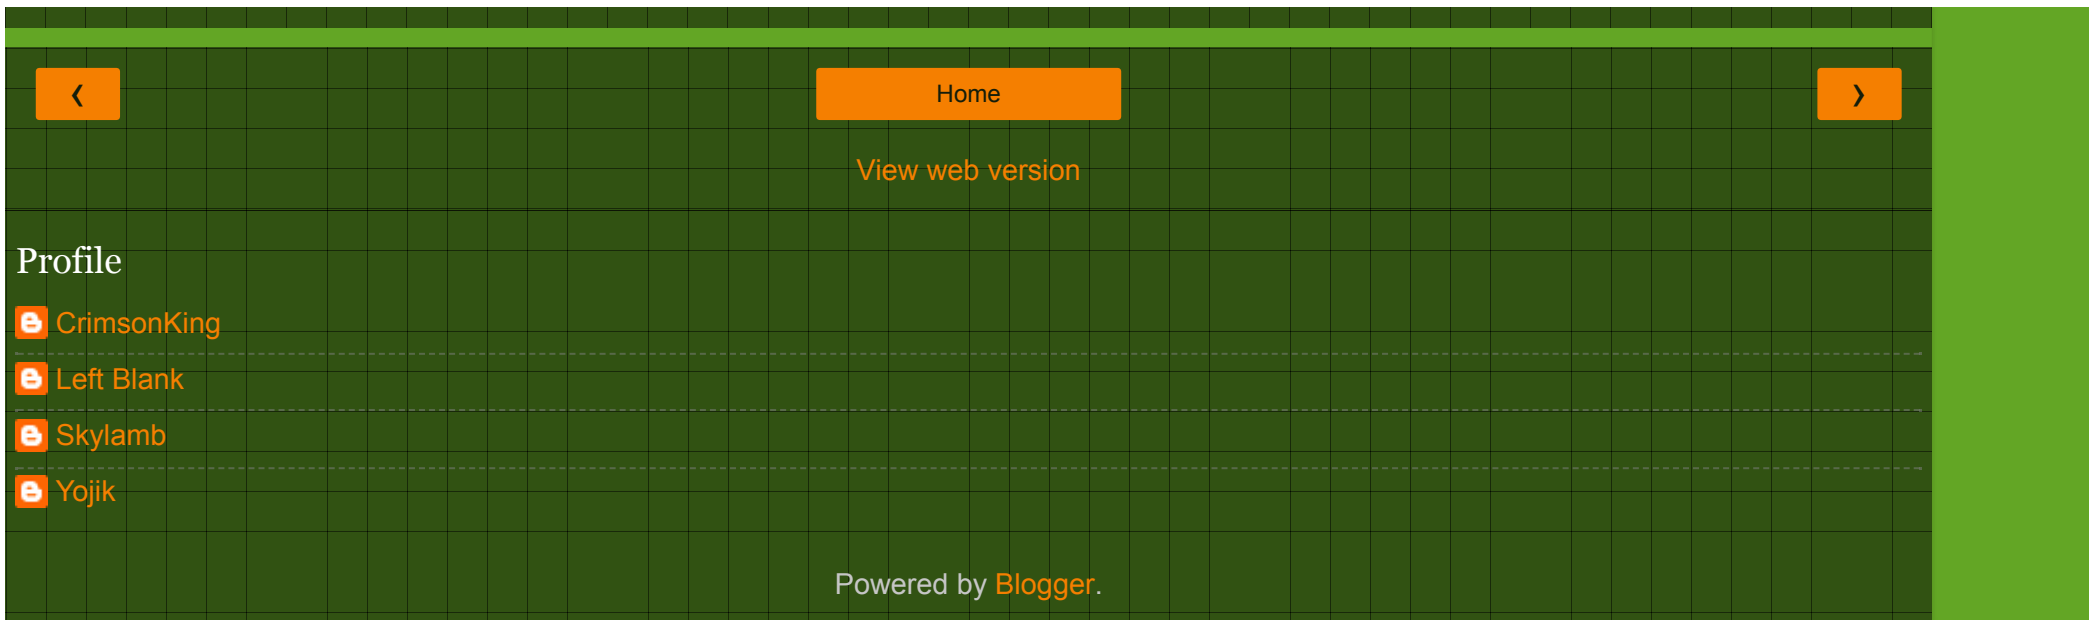 ‹ Home ›
View web version
Profile
CrimsonKing
Left Blank
Skylamb
Yojik
Powered by Blogger.